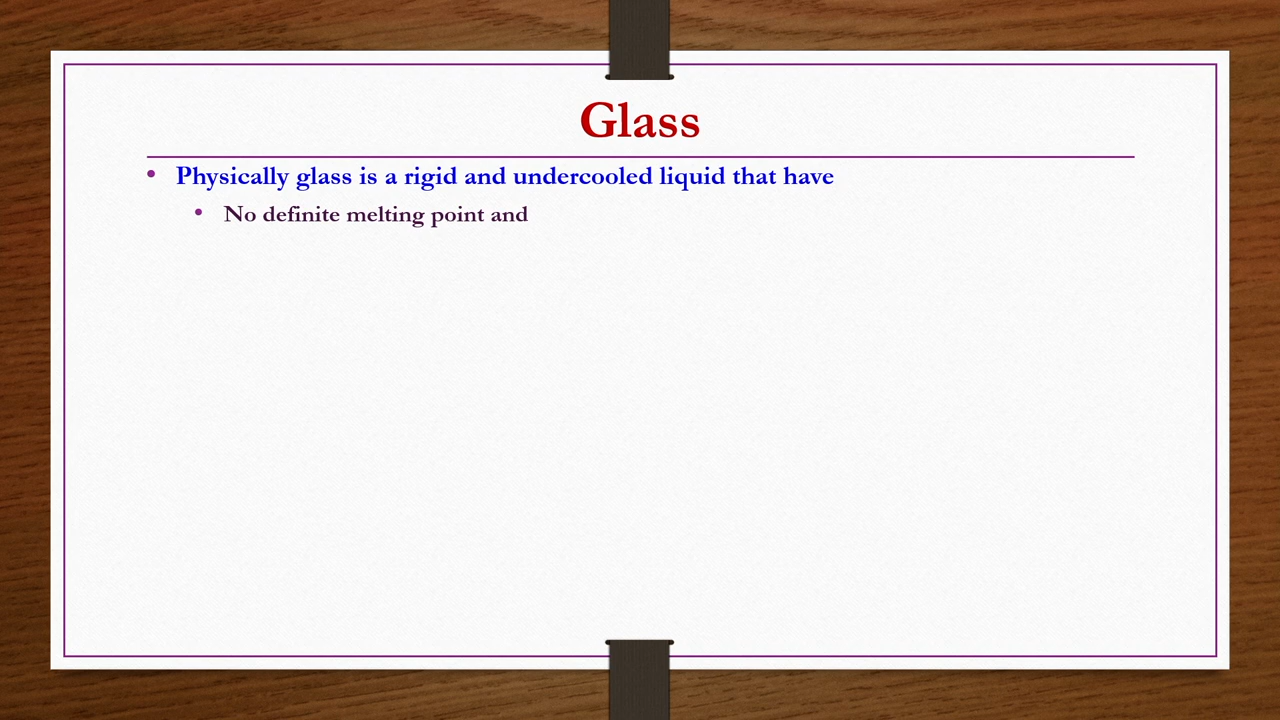 Glass
• Physically glass is a rigid and undercooled liquid that have
• No definite melting point and